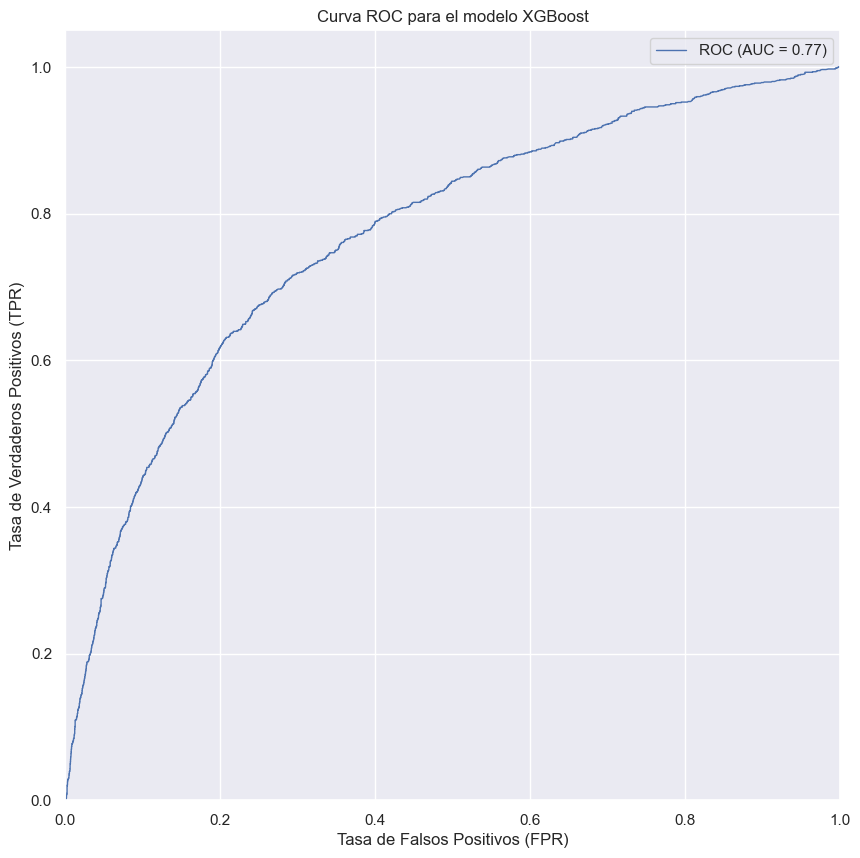 Curva ROC para el modelo XGBoost
ROC (AUC = 0.77)
Tasa de Verdaderos Positivos (TPR)
1.0
0.8
0.6
0.4
0.2
0.0
0.0 0.2 0.4 0.6 0.8 1.0
Tasa de Falsos Positivos (FPR)